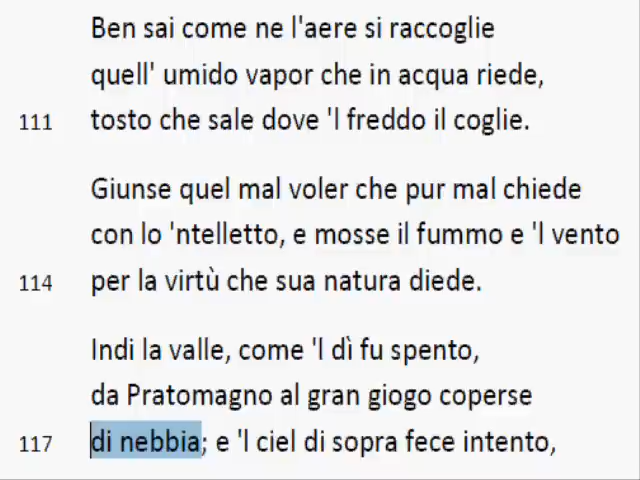 Ben sai come ne l'aere si raccoglie
quell' umido vapor che in acqua riede,
111 tosto che sale dove 'l freddo il coglie.
Giunse quel mal voler che pur mal chiede
con lo 'ntelletto, e mosse il fummo e 'l vento
114 per la virtù che sua natura diede.
Indi la valle, come 'l dì fu spento,
da Pratomagno al gran giogo coperse
117 di nebbia; e 'l ciel di sopra fece intento,